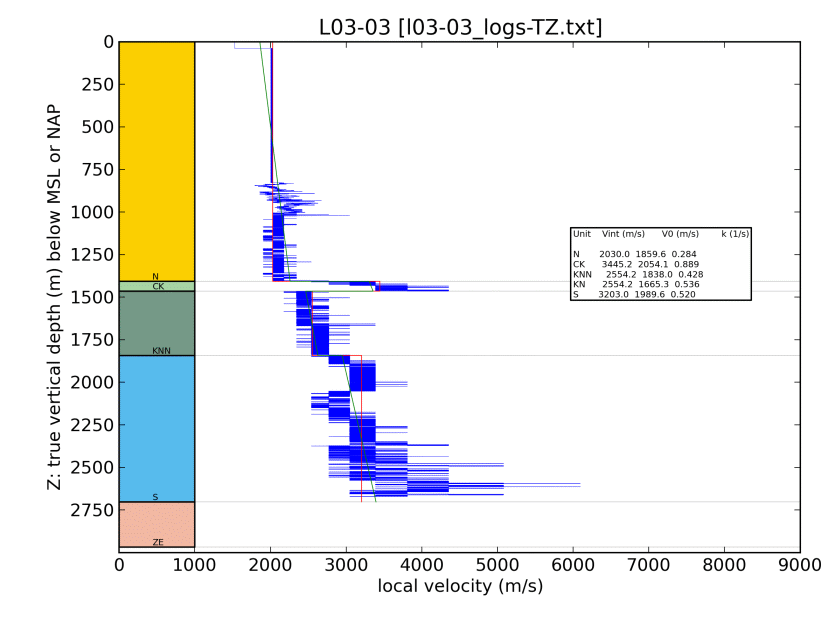 L03-03 [l03-03_logs-TZ.txt]
Z: true vertical depth (m) below MSL or NAP
0
250
500
750
1000
1250
1500
1750
2000
2250
2500
2750
N
CK
KNN
S
ZE
Unit Vint (m/s) V0 (m/s) k (1/s)
N 2030.0 1859.6 0.284
CK 3445.2 2054.1 0.889
KNN 2554.2 1838.0 0.428
KN 2554.2 1665.3 0.536
S 3203.0 1989.6 0.520
0 1000 2000 3000 4000 5000 6000 7000 8000 9000
local velocity (m/s)